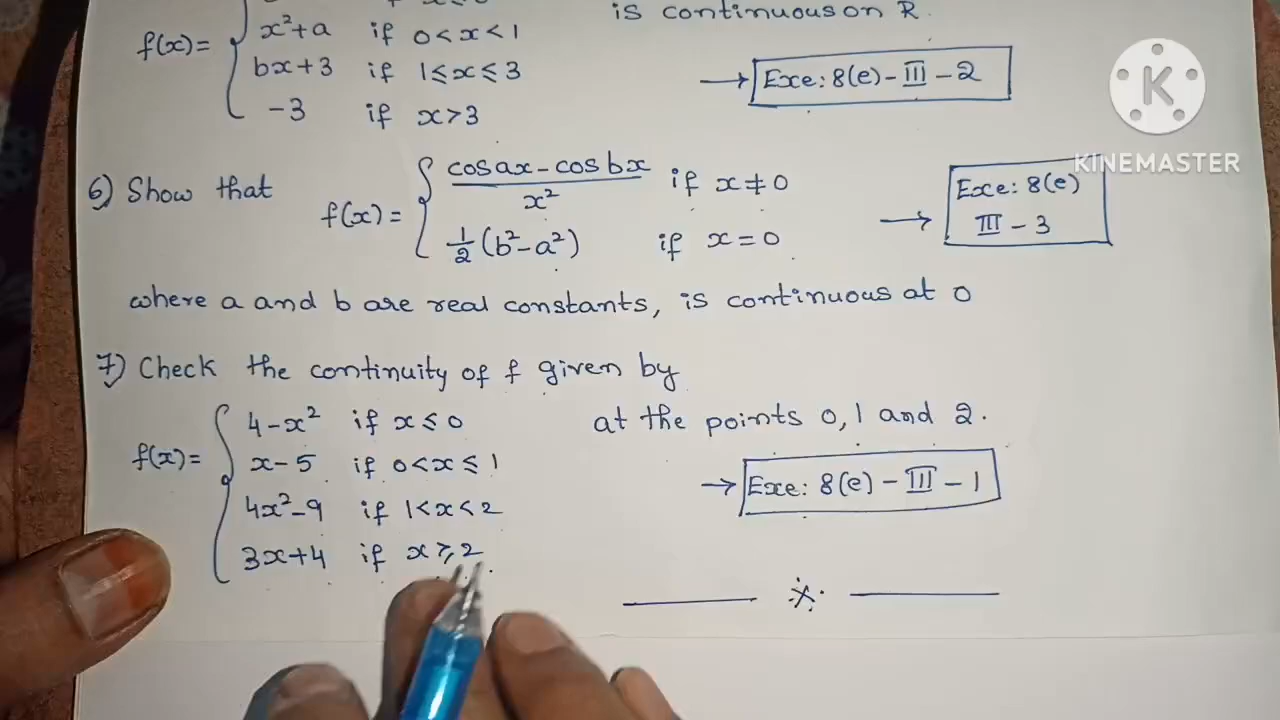 is continuous on R.
f(x) = { x²+a if 0<x<1
bx+3 if 1≤x≤3
-3 if x>3
→ Exe: 8(e)-III-2
K
KINEMASTER
6) Show that f(x) = { (cos ax - cos bx)/x² if x≠0
½(b²-a²) if x=0
→ Exe: 8(e)
III-3
where a and b are real constants, is continuous at 0
7) Check the continuity of f given by
f(x) = { 4-x² if x≤0
x-5 if 0<x≤1
4x²-9 if 1<x<2
3x+4 if x≥2
at the points 0,1 and 2.
→ Exe: 8(e)-III-1